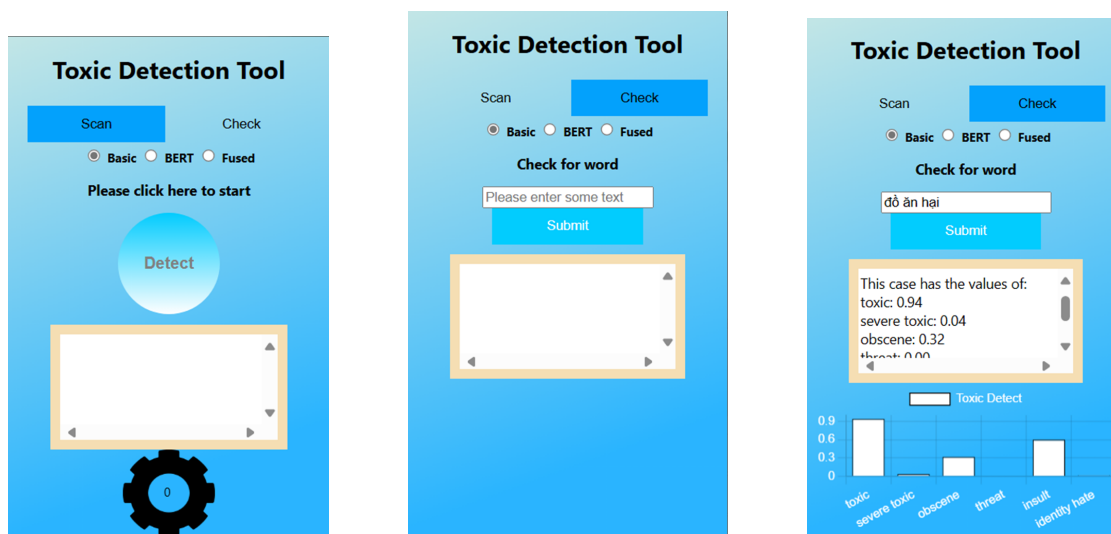 Toxic Detection Tool
Scan Check
Basic BERT Fused
Please click here to start
Detect
0
Toxic Detection Tool
Scan Check
Basic BERT Fused
Check for word
Please enter some text
Submit
Toxic Detection Tool
Scan Check
Basic BERT Fused
Check for word
đồ ăn hại
Submit
This case has the values of:
toxic: 0.94
severe toxic: 0.04
obscene: 0.32
threat: 0.00
Toxic Detect
0.9
0.6
0.3
0
toxic severe toxic obscene threat insult identity hate